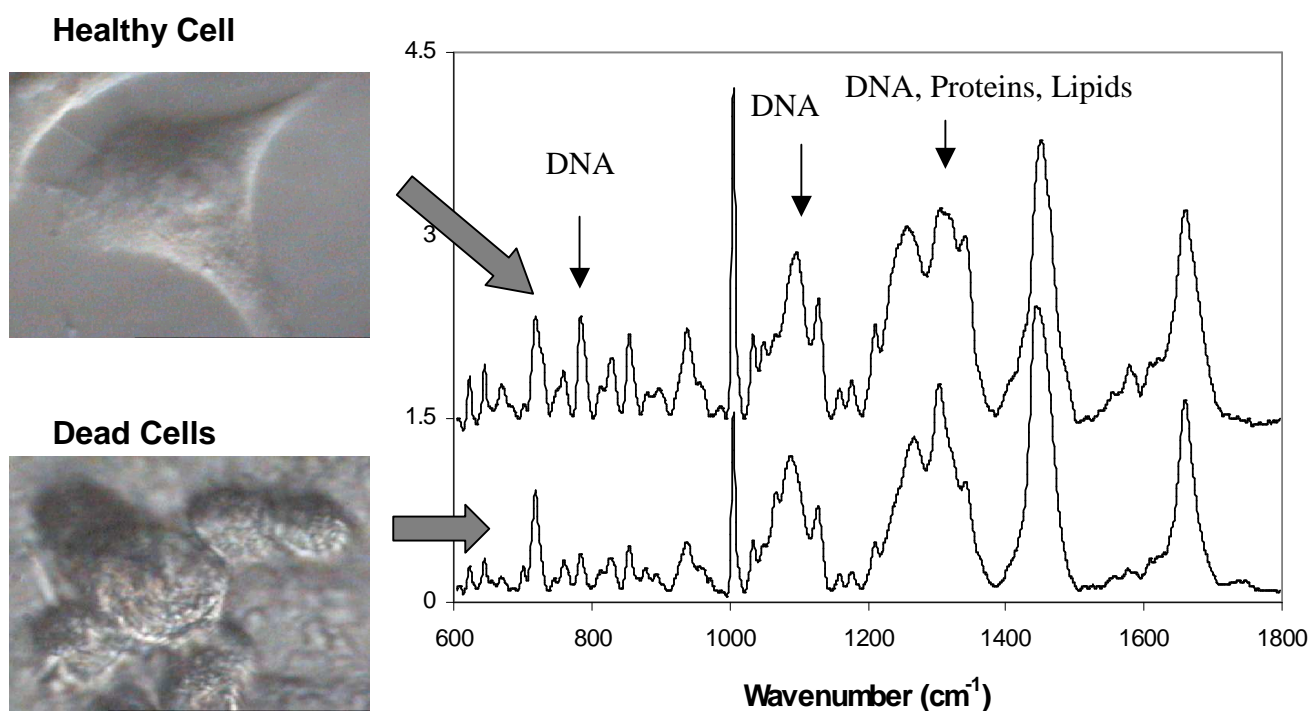 Healthy Cell
Dead Cells
4.5
3
1.5
0
DNA
DNA
DNA, Proteins, Lipids
600 800 1000 1200 1400 1600 1800
Wavenumber (cm⁻¹)